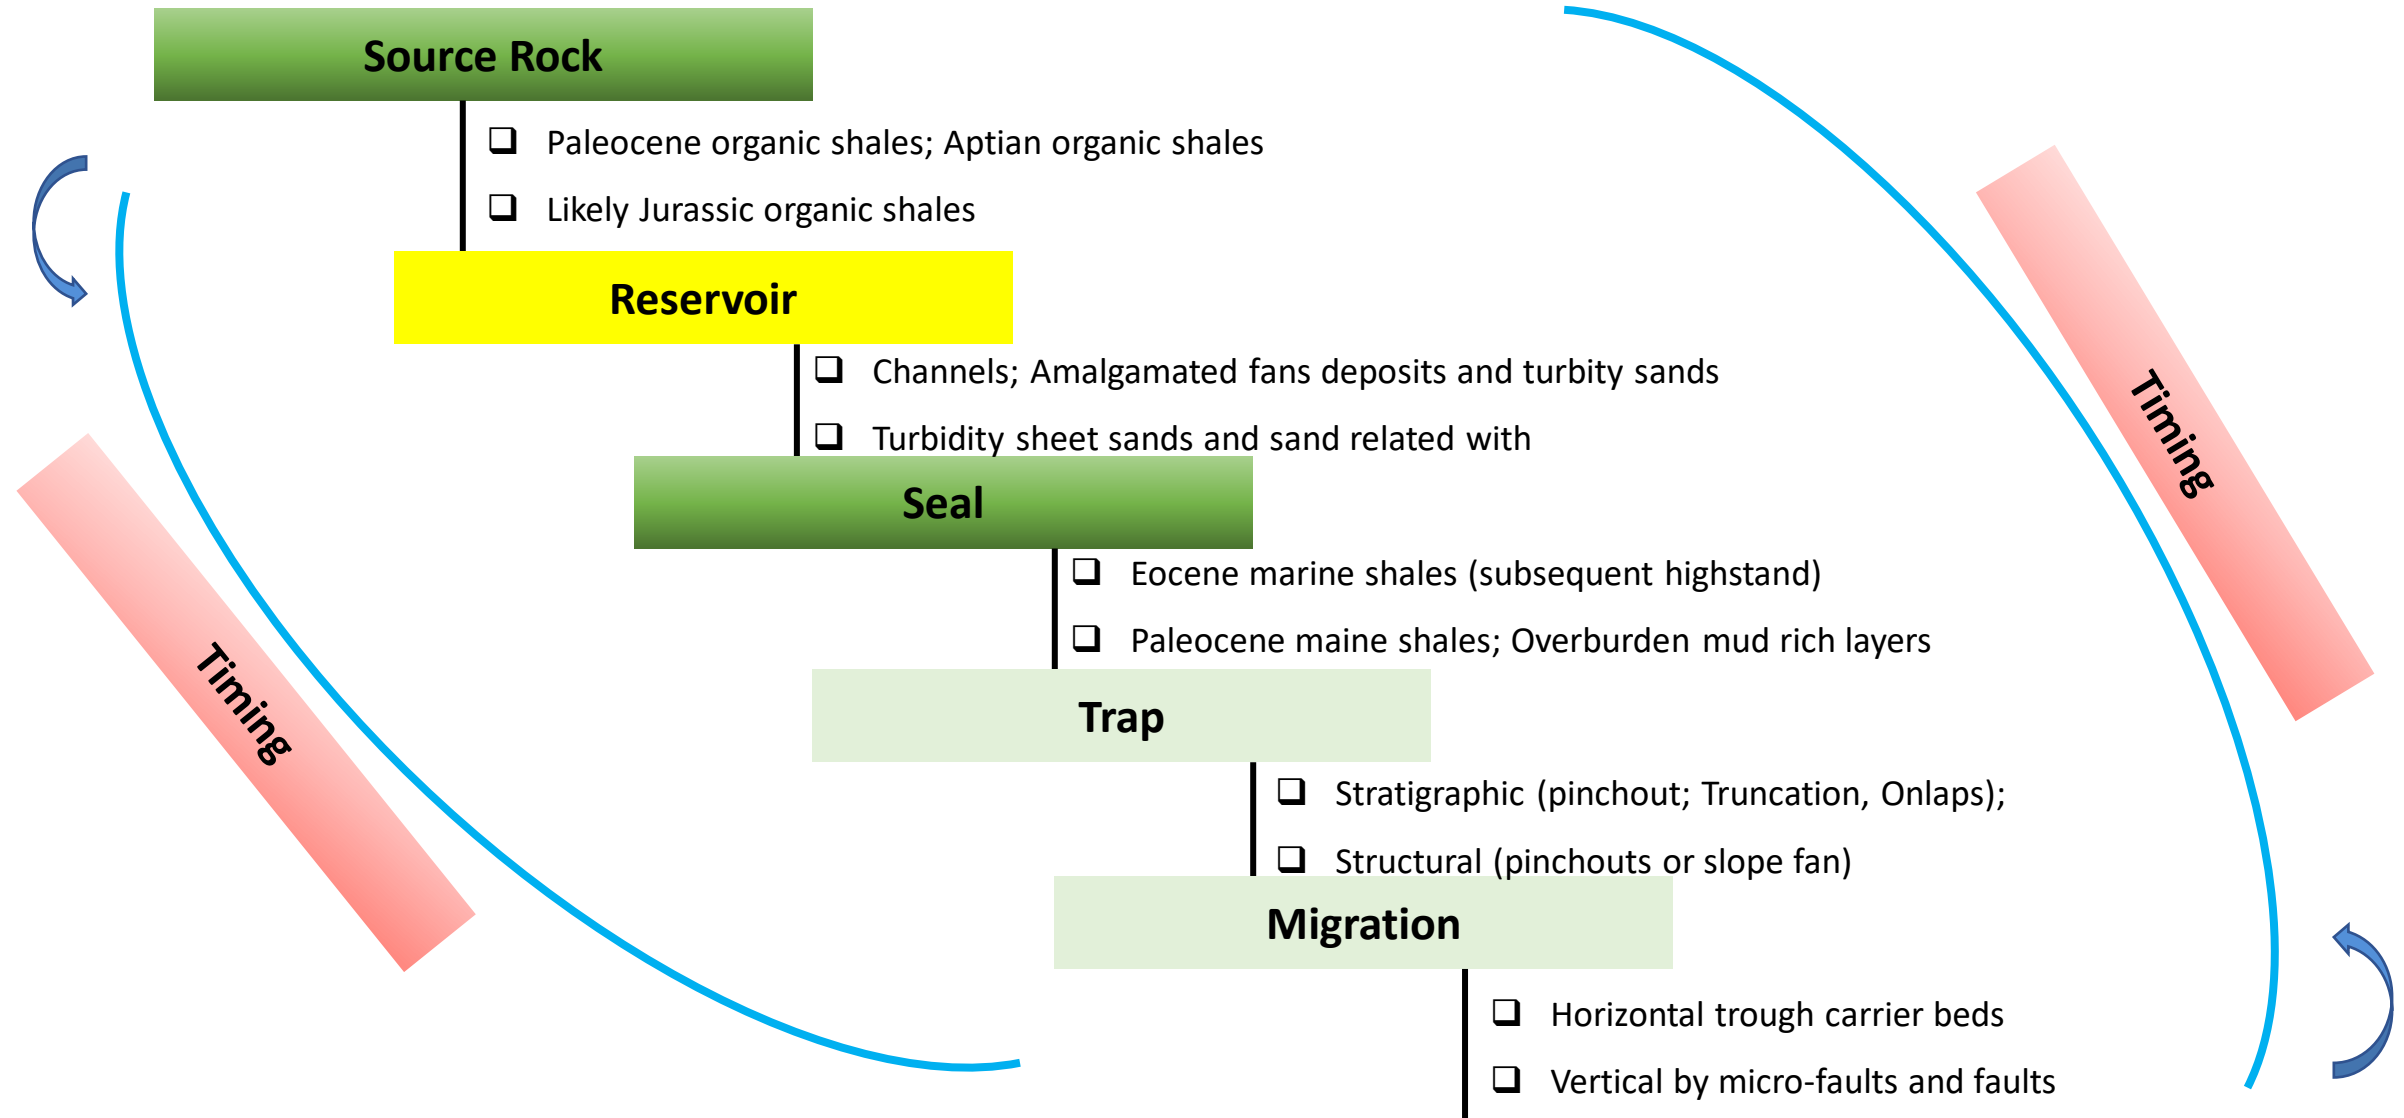 Source Rock
Paleocene organic shales; Aptian organic shales
Likely Jurassic organic shales
Reservoir
Channels; Amalgamated fans deposits and turbity sands
Turbidity sheet sands and sand related with
Seal
Eocene marine shales (subsequent highstand)
Paleocene maine shales; Overburden mud rich layers
Trap
Stratigraphic (pinchout; Truncation, Onlaps);
Structural (pinchouts or slope fan)
Migration
Horizontal trough carrier beds
Vertical by micro-faults and faults
Timing
Timing